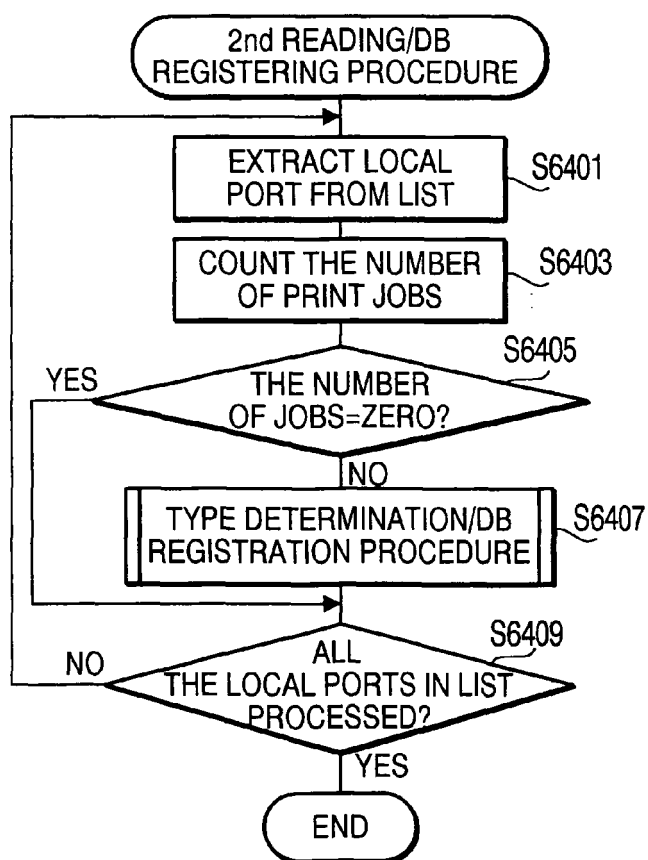 2nd READING/DB
REGISTERING PROCEDURE
EXTRACT LOCAL
PORT FROM LIST
S6401
COUNT THE NUMBER
OF PRINT JOBS
S6403
S6405
YES
THE NUMBER
OF JOBS=ZERO?
NO
TYPE DETERMINATION/DB
REGISTRATION PROCEDURE
S6407
S6409
NO
ALL
THE LOCAL PORTS IN LIST
PROCESSED?
YES
END